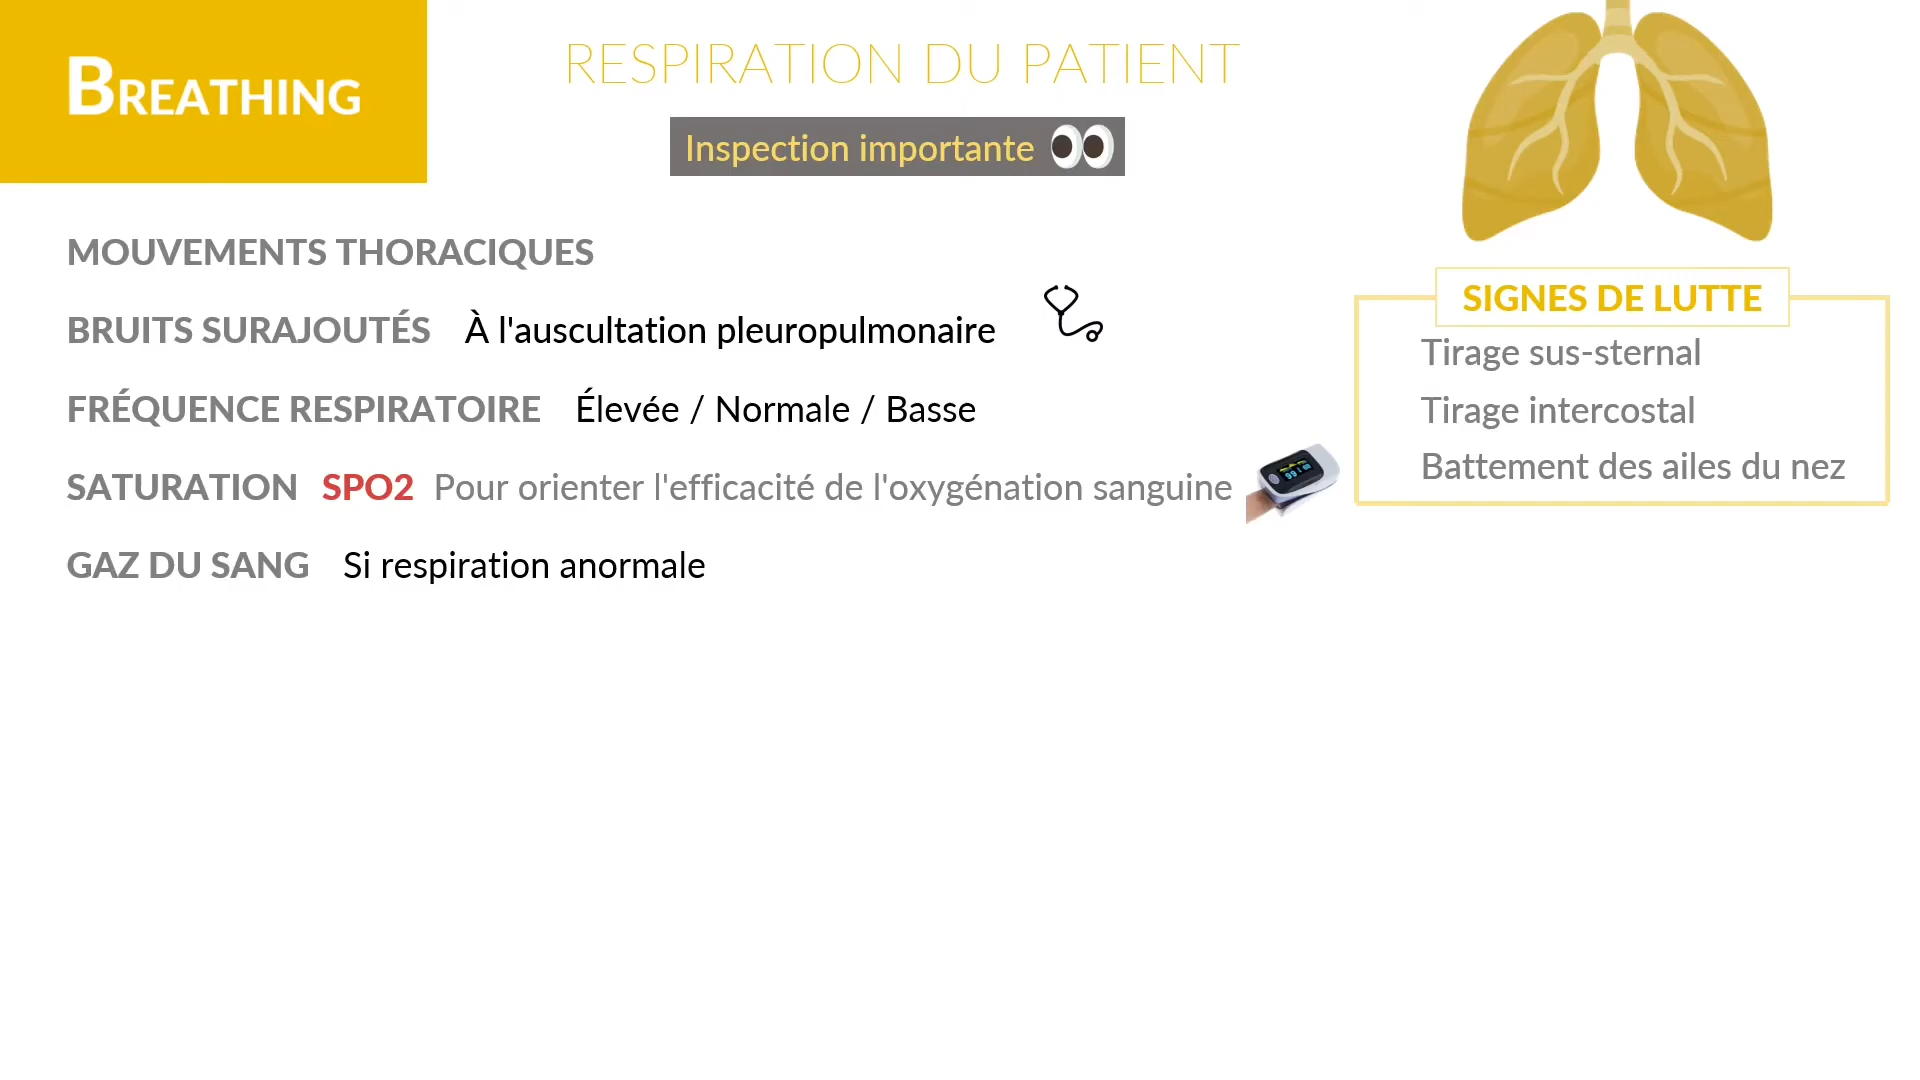 BREATHING
RESPIRATION DU PATIENT
Inspection importante
MOUVEMENTS THORACIQUES
BRUITS SURAJOUTÉS À l'auscultation pleuropulmonaire
FRÉQUENCE RESPIRATOIRE Élevée / Normale / Basse
SATURATION SPO2 Pour orienter l'efficacité de l'oxygénation sanguine
GAZ DU SANG Si respiration anormale
SIGNES DE LUTTE
Tirage sus-sternal
Tirage intercostal
Battement des ailes du nez